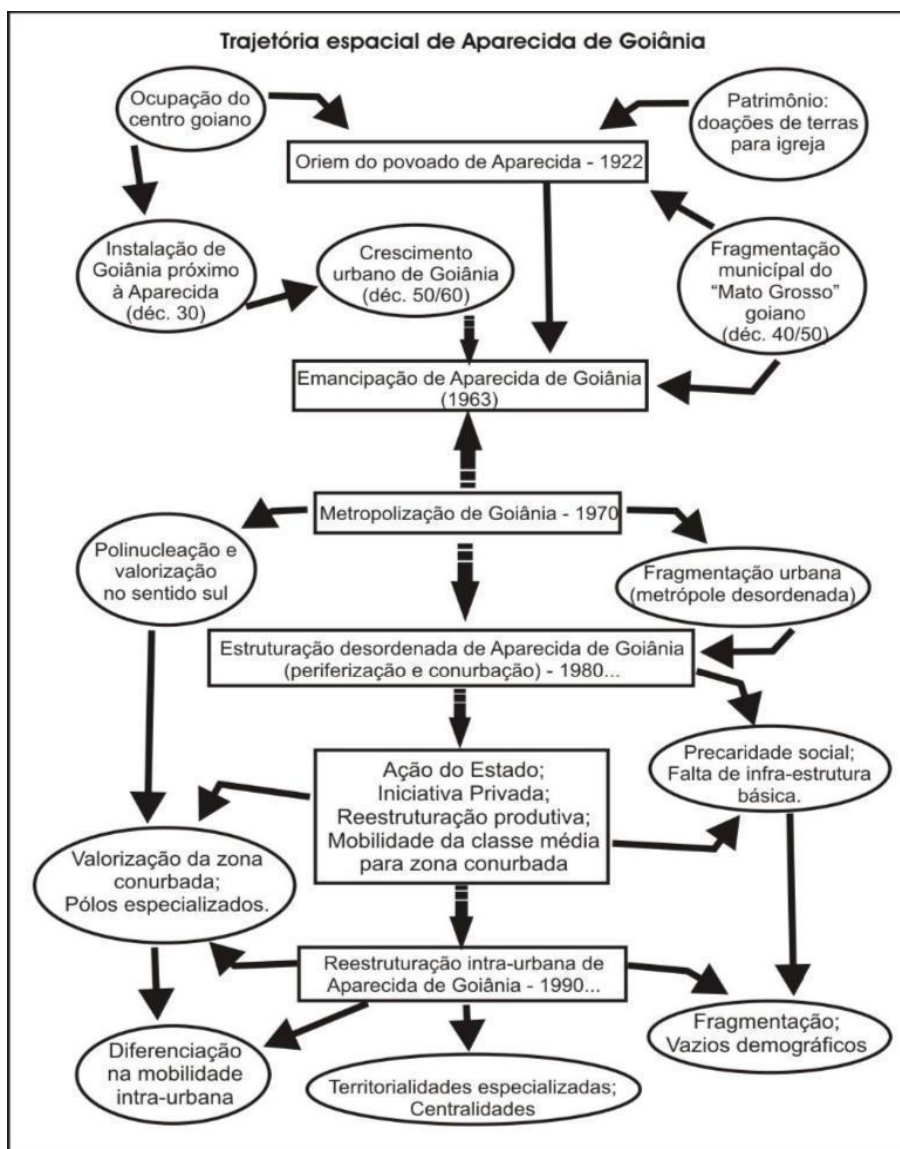 Trajetória espacial de Aparecida de Goiânia
Ocupação do
centro goiano
Patrimônio:
doações de terras
para igreja
Oriem do povoado de Aparecida - 1922
Instalação de
Goiânia próximo
à Aparecida
(déc. 30)
Crescimento
urbano de Goiânia
(déc. 50/60)
Fragmentação
municípal do
“Mato Grosso”
goiano
(déc. 40/50)
Emancipação de Aparecida de Goiânia
(1963)
Metropolização de Goiânia - 1970
Polinucleação e
valorização
no sentido sul
Fragmentação urbana
(metrópole desordenada)
Estruturação desordenada de Aparecida de Goiânia
(periferização e conurbação) - 1980...
Precaridade social;
Falta de infra-estrutura
básica.
Ação do Estado;
Iniciativa Privada;
Reestruturação produtiva;
Mobilidade da classe média
para zona conurbada
Valorização da zona
conurbada;
Pólos especializados.
Reestruturação intra-urbana de
Aparecida de Goiânia - 1990...
Diferenciação
na mobilidade
intra-urbana
Territorialidades especializadas;
Centralidades
Fragmentação;
Vazios demográficos